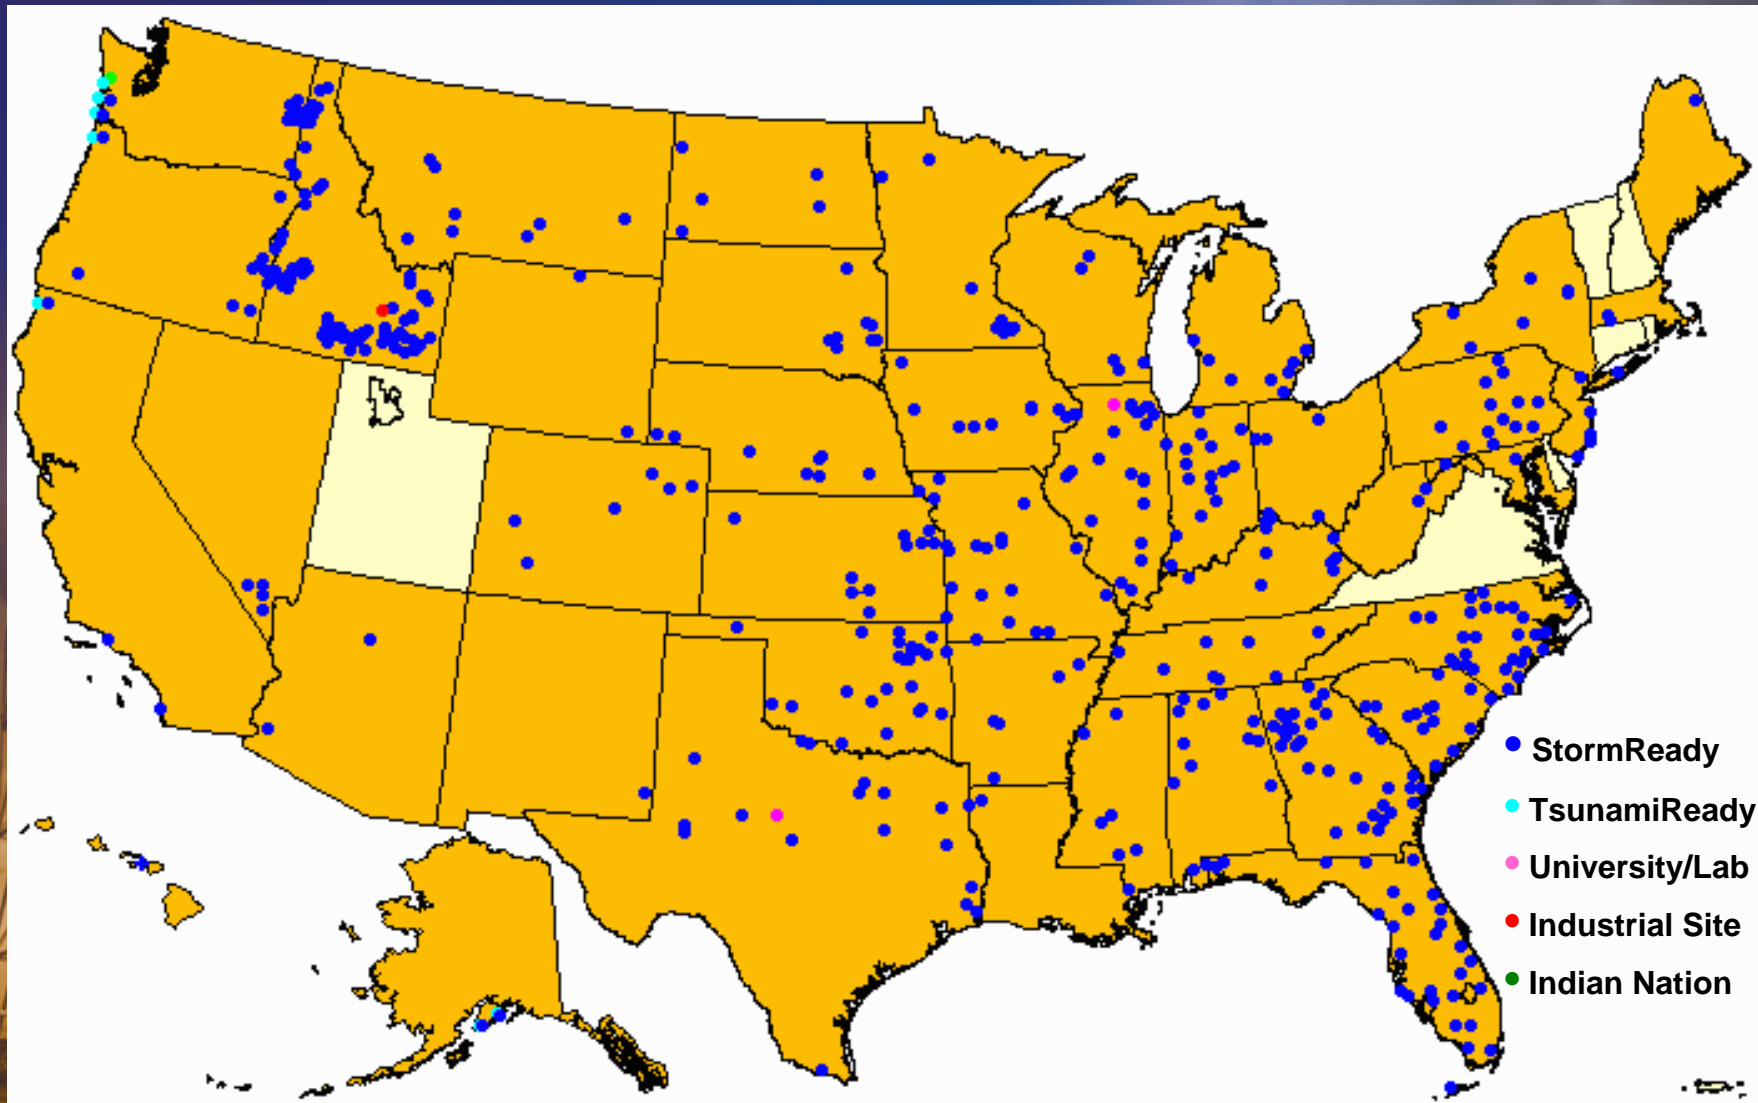 StormReady
TsunamiReady
University/Lab
Industrial Site
Indian Nation